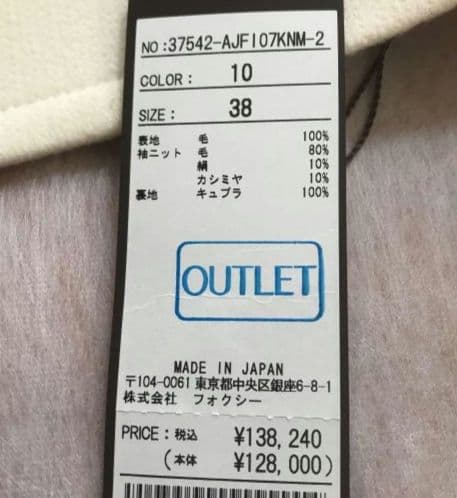 NO:37542-AJFI07KNM-2
COLOR: 10
SIZE: 38
表地 毛 100%
袖ニット 毛 80%
絹 10%
カシミヤ 10%
裏地 キュプラ 100%
OUTLET
MADE IN JAPAN
〒104-0061 東京都中央区銀座6-8-1
株式会社 フォクシー
PRICE: 税込 ¥138,240
(本体 ¥128,000)